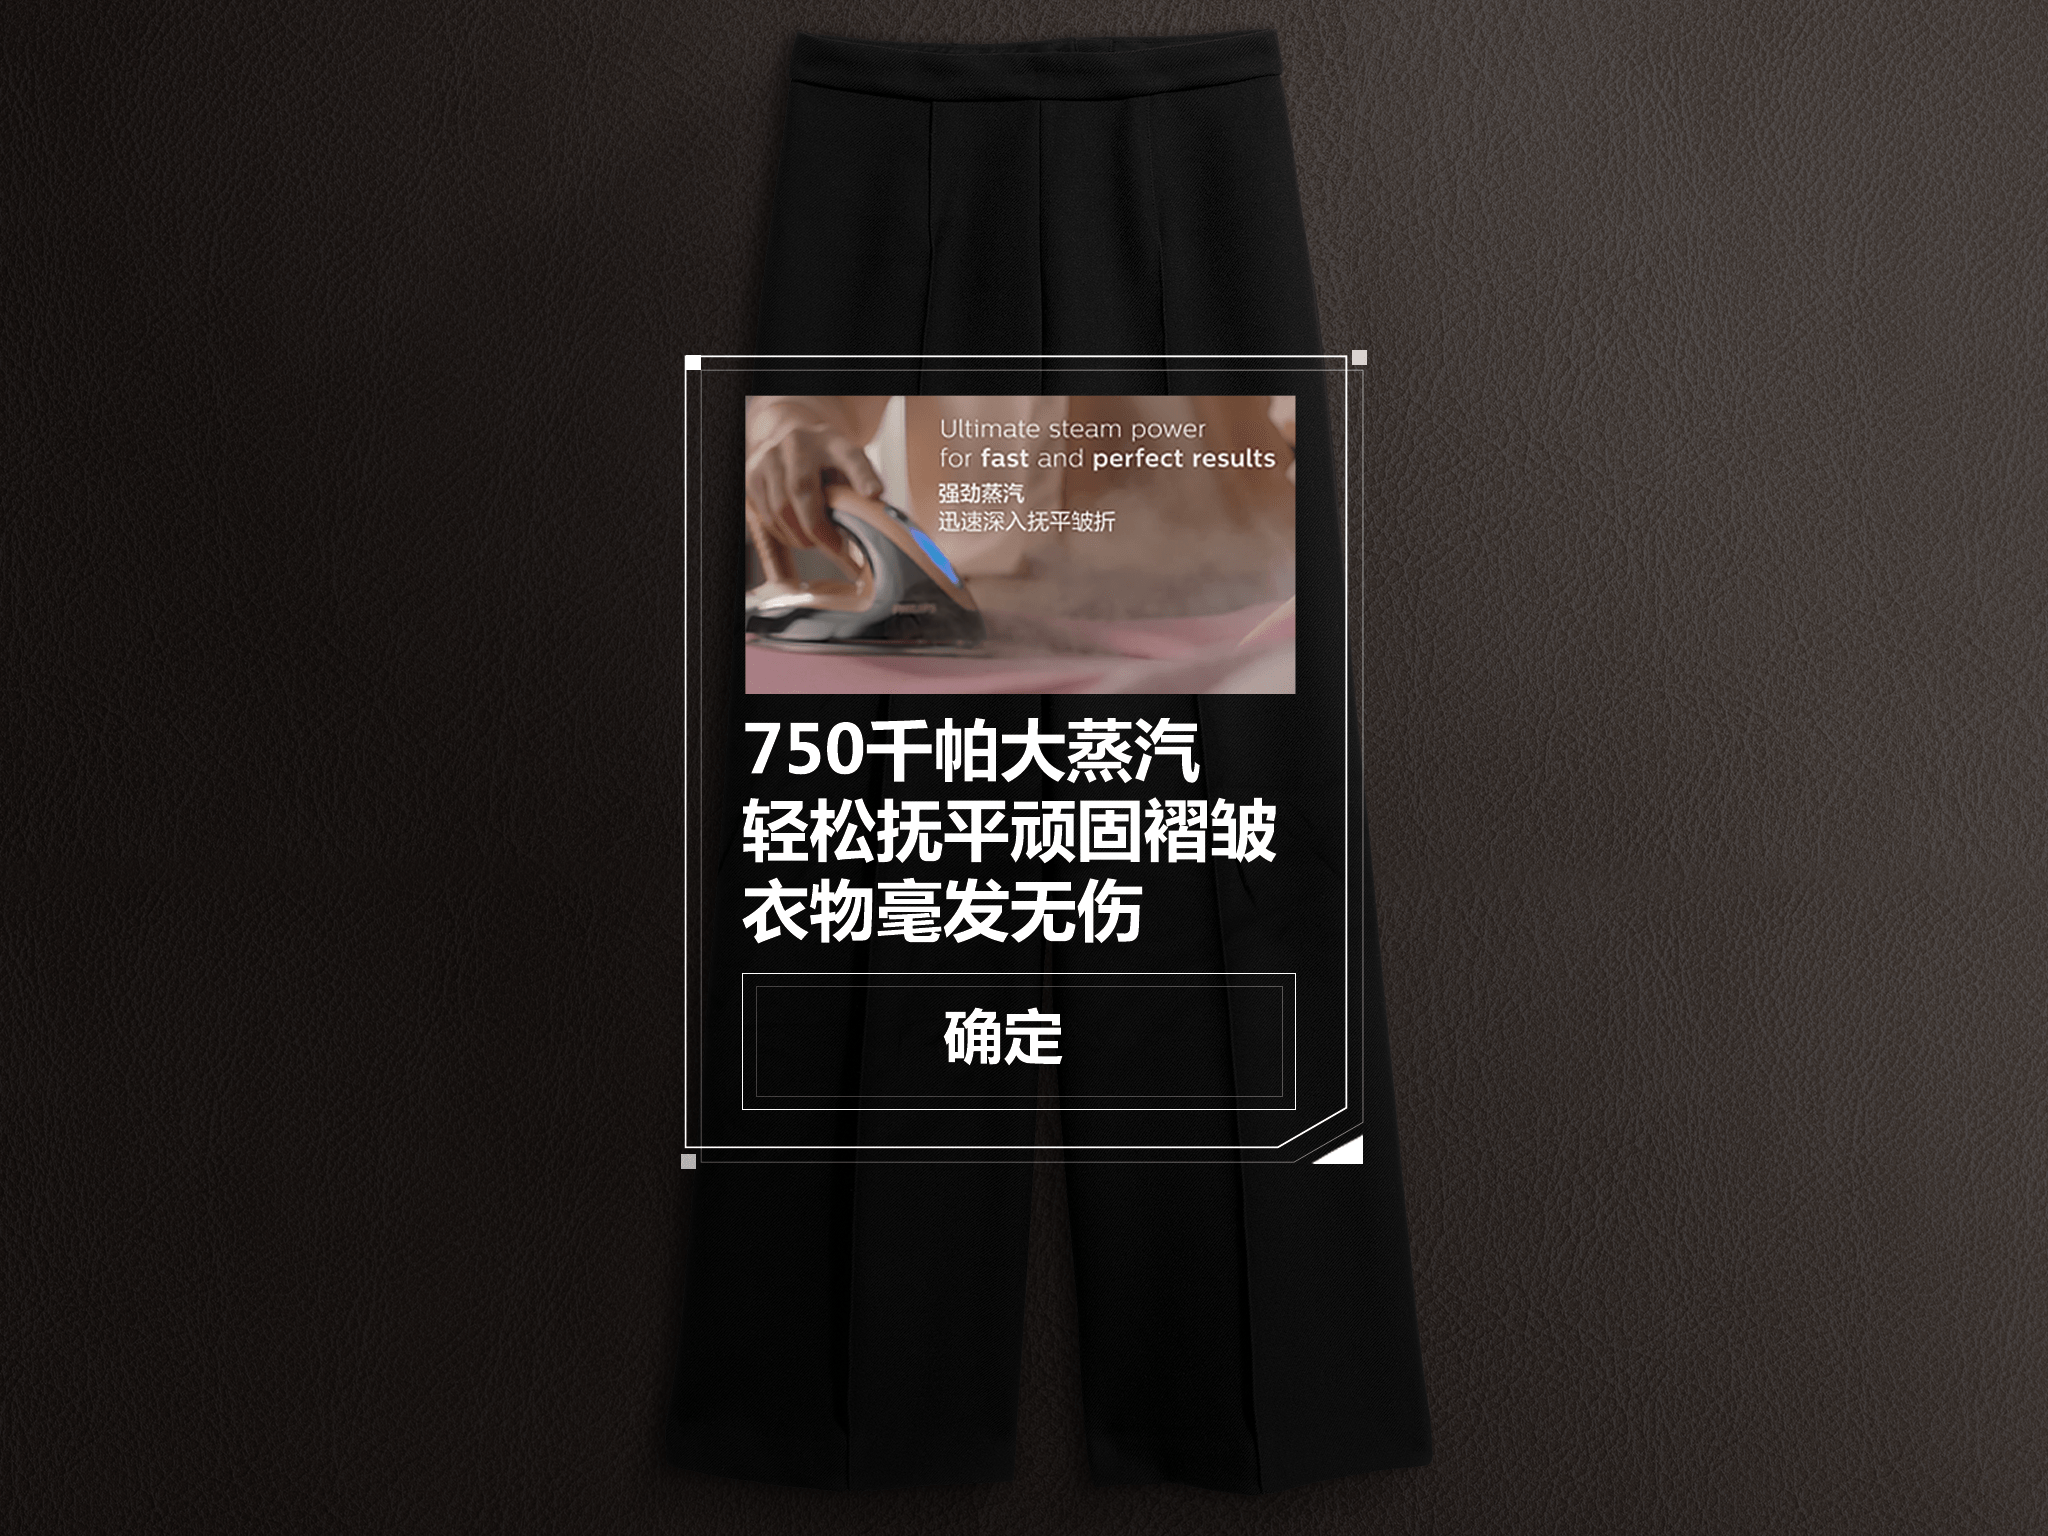 Ultimate steam power
for fast and perfect results
强劲蒸汽
迅速深入抚平皱折
PHILIPS
750千帕大蒸汽
轻松抚平顽固褶皱
衣物毫发无伤
确定